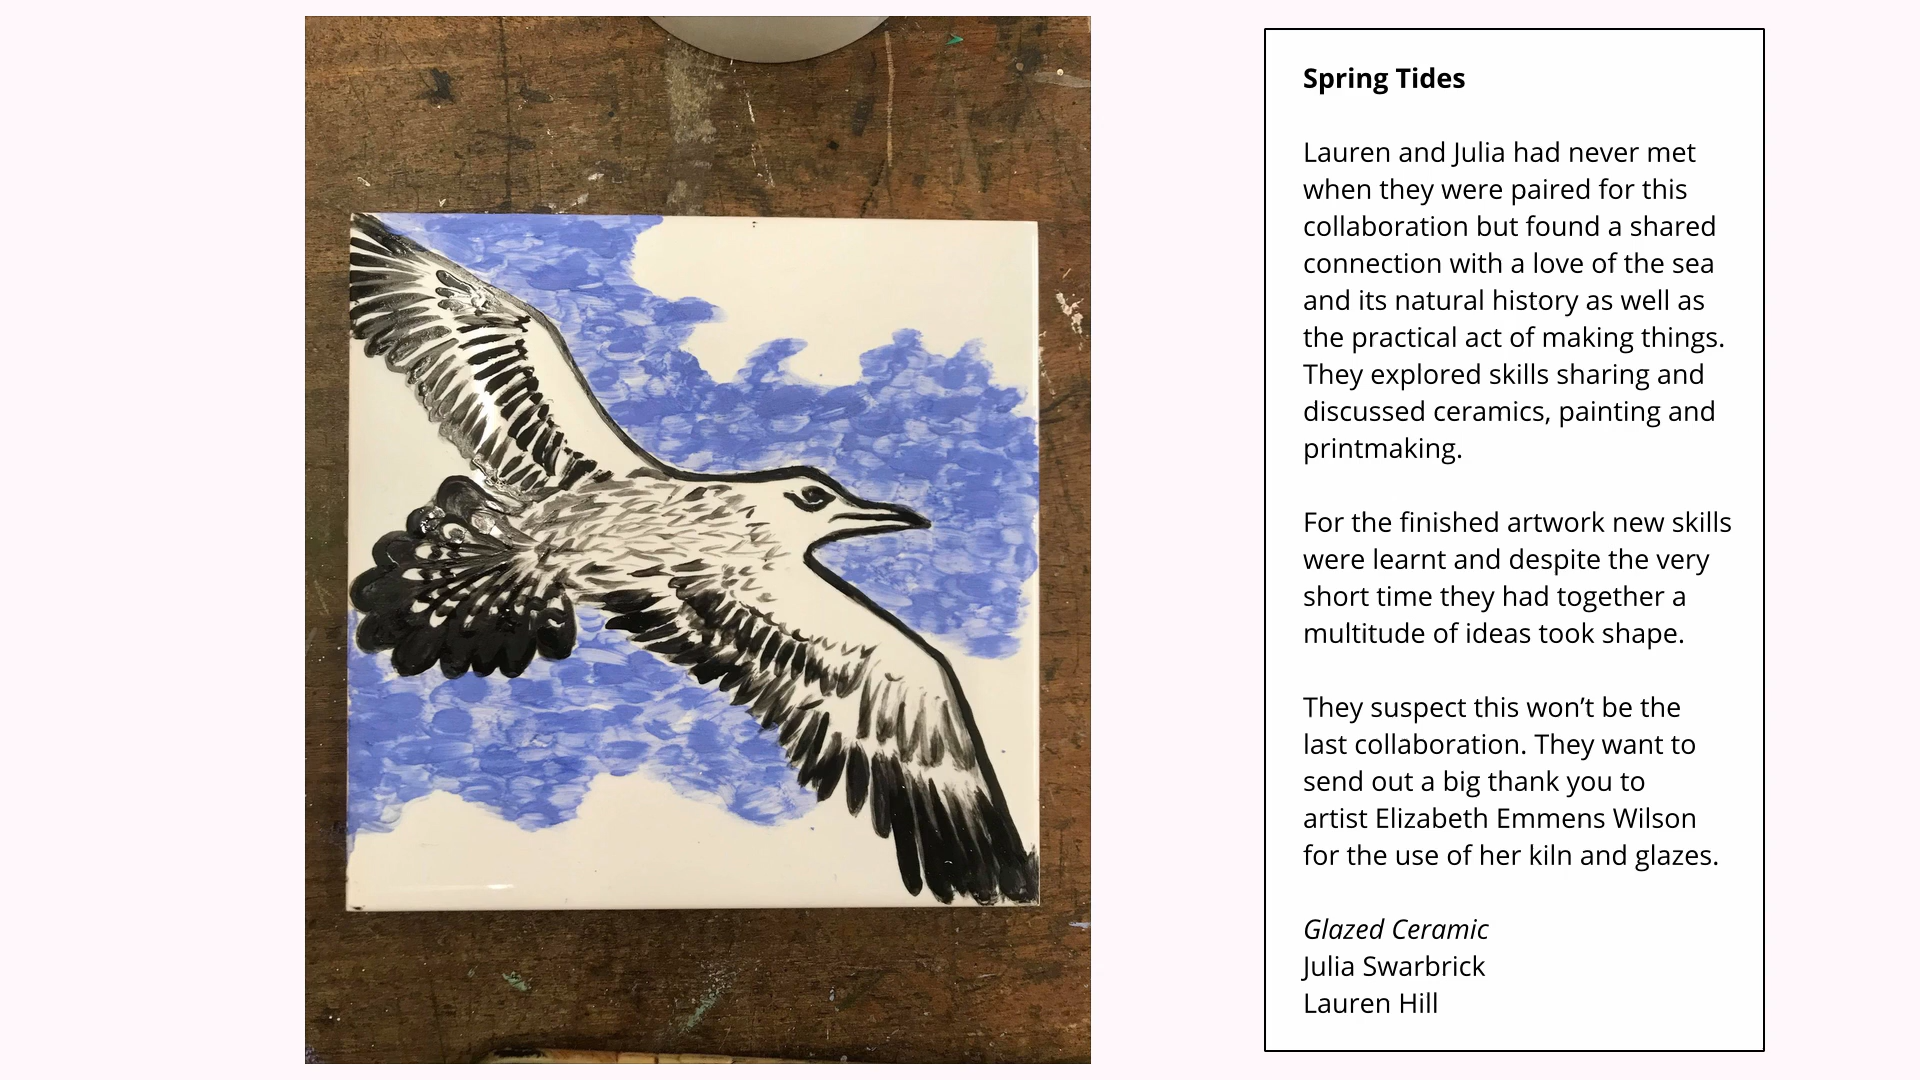 Spring Tides
Lauren and Julia had never met
when they were paired for this
collaboration but found a shared
connection with a love of the sea
and its natural history as well as
the practical act of making things.
They explored skills sharing and
discussed ceramics, painting and
printmaking.
For the finished artwork new skills
were learnt and despite the very
short time they had together a
multitude of ideas took shape.
They suspect this won’t be the
last collaboration. They want to
send out a big thank you to
artist Elizabeth Emmens Wilson
for the use of her kiln and glazes.
Glazed Ceramic
Julia Swarbrick
Lauren Hill